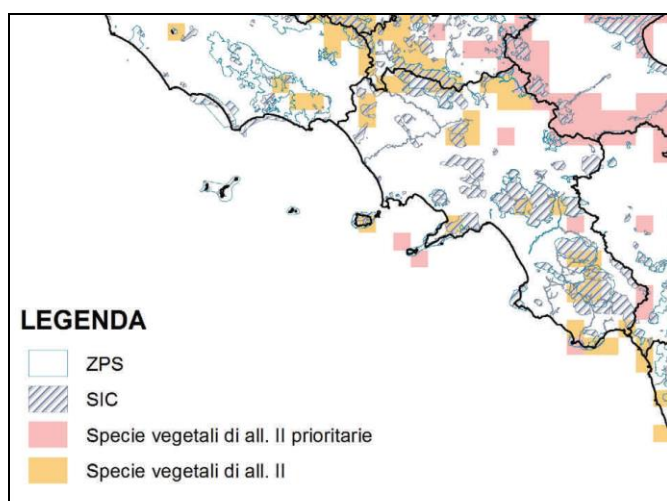 LEGENDA
ZPS
SIC
Specie vegetali di all. II prioritarie
Specie vegetali di all. II